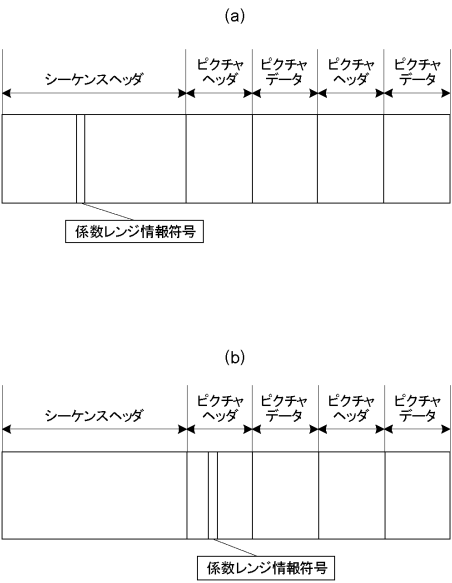 (a)
シーケンスヘッダ
ピクチャ
ヘッダ
ピクチャ
データ
ピクチャ
ヘッダ
ピクチャ
データ
係数レンジ情報符号
(b)
シーケンスヘッダ
ピクチャ
ヘッダ
ピクチャ
データ
ピクチャ
ヘッダ
ピクチャ
データ
係数レンジ情報符号